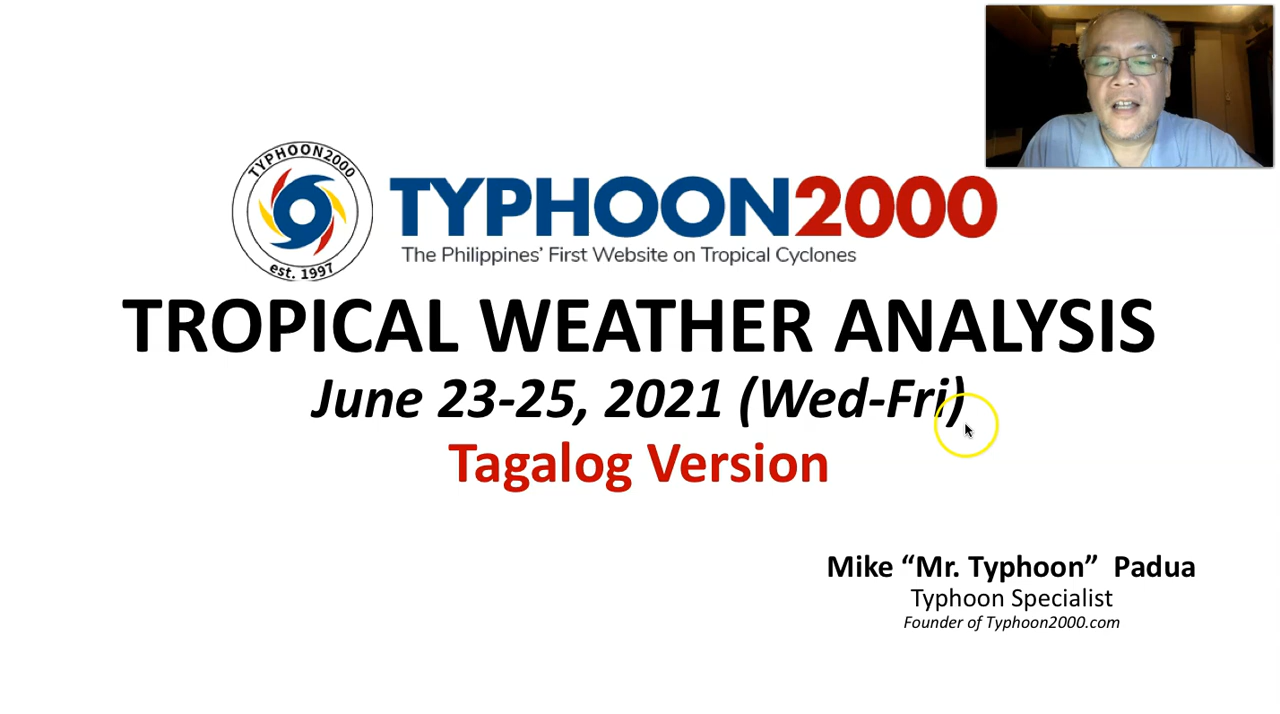 TYPHOON2000
est. 1997
TYPHOON2000
The Philippines' First Website on Tropical Cyclones
TROPICAL WEATHER ANALYSIS
June 23-25, 2021 (Wed-Fri)
Tagalog Version
Mike “Mr. Typhoon” Padua
Typhoon Specialist
Founder of Typhoon2000.com